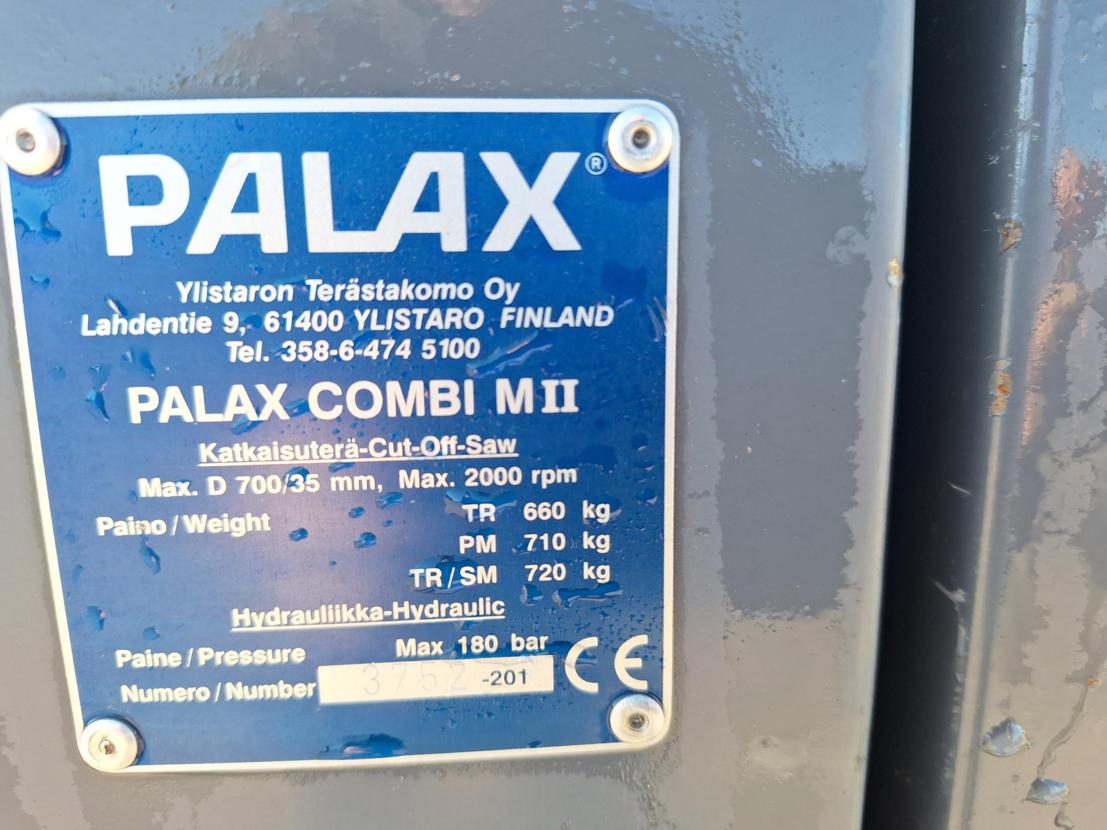 PALAX®
Ylistaron Terästakomo Oy
Lahdentie 9, 61400 YLISTARO FINLAND
Tel. 358-6-474 5100
PALAX COMBI MII
Katkaisuterä-Cut-Off-Saw
Max. D 700/35 mm, Max. 2000 rpm
Paino/Weight TR 660 kg
PM 710 kg
TR/SM 720 kg
Hydrauliikka-Hydraulic
Paine/Pressure Max 180 bar
Numero/Number 3752 -201 CE